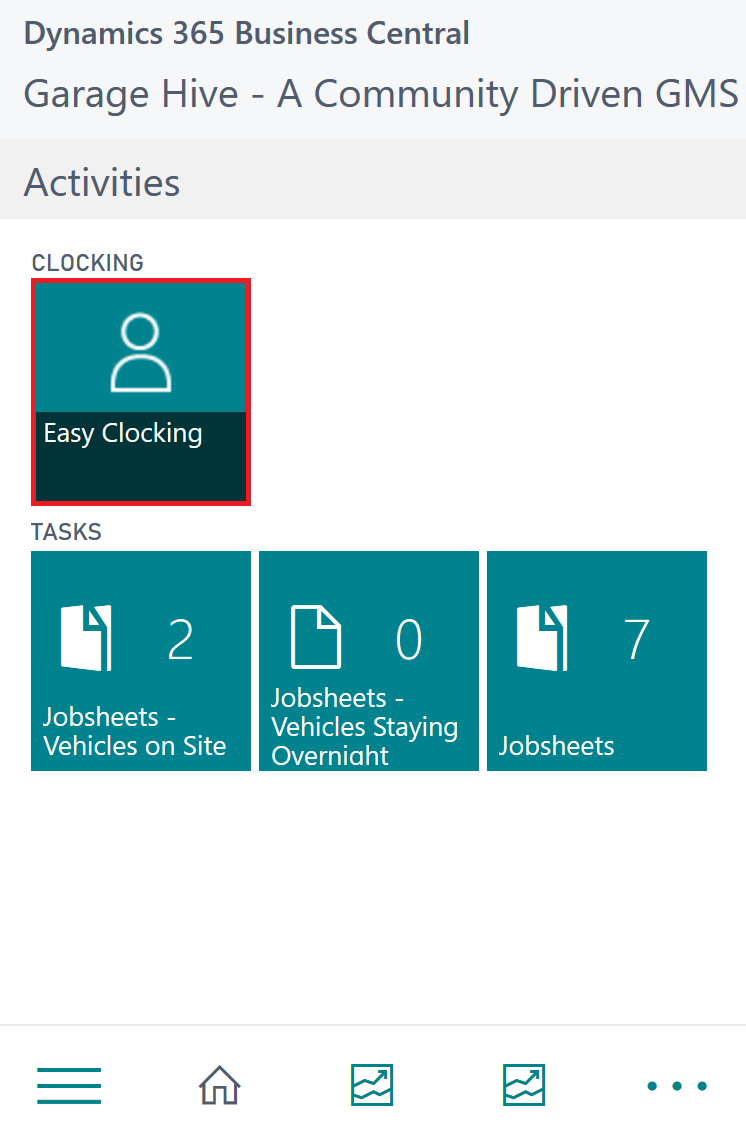 Dynamics 365 Business Central
Garage Hive - A Community Driven GMS
Activities
CLOCKING
Easy Clocking
TASKS
2
Jobsheets -
Vehicles on Site
0
Jobsheets -
Vehicles Staying
Overnight
7
Jobsheets